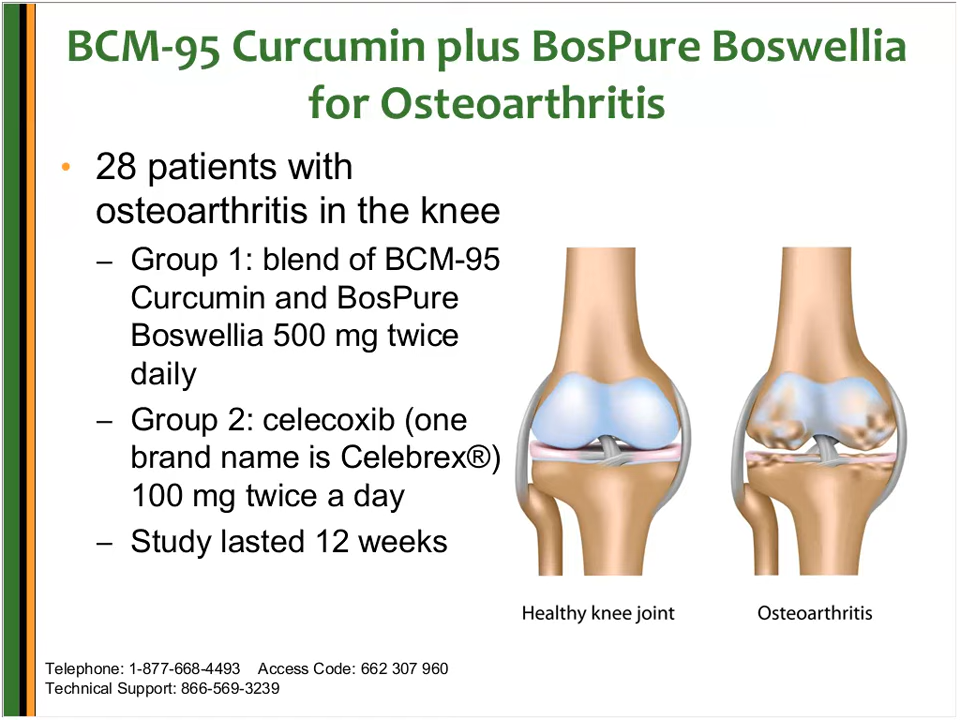 BCM-95 Curcumin plus BosPure Boswellia
for Osteoarthritis
• 28 patients with
osteoarthritis in the knee
– Group 1: blend of BCM-95
Curcumin and BosPure
Boswellia 500 mg twice
daily
– Group 2: celecoxib (one
brand name is Celebrex®)
100 mg twice a day
– Study lasted 12 weeks
Healthy knee joint
Osteoarthritis
Telephone: 1-877-668-4493 Access Code: 662 307 960
Technical Support: 866-569-3239